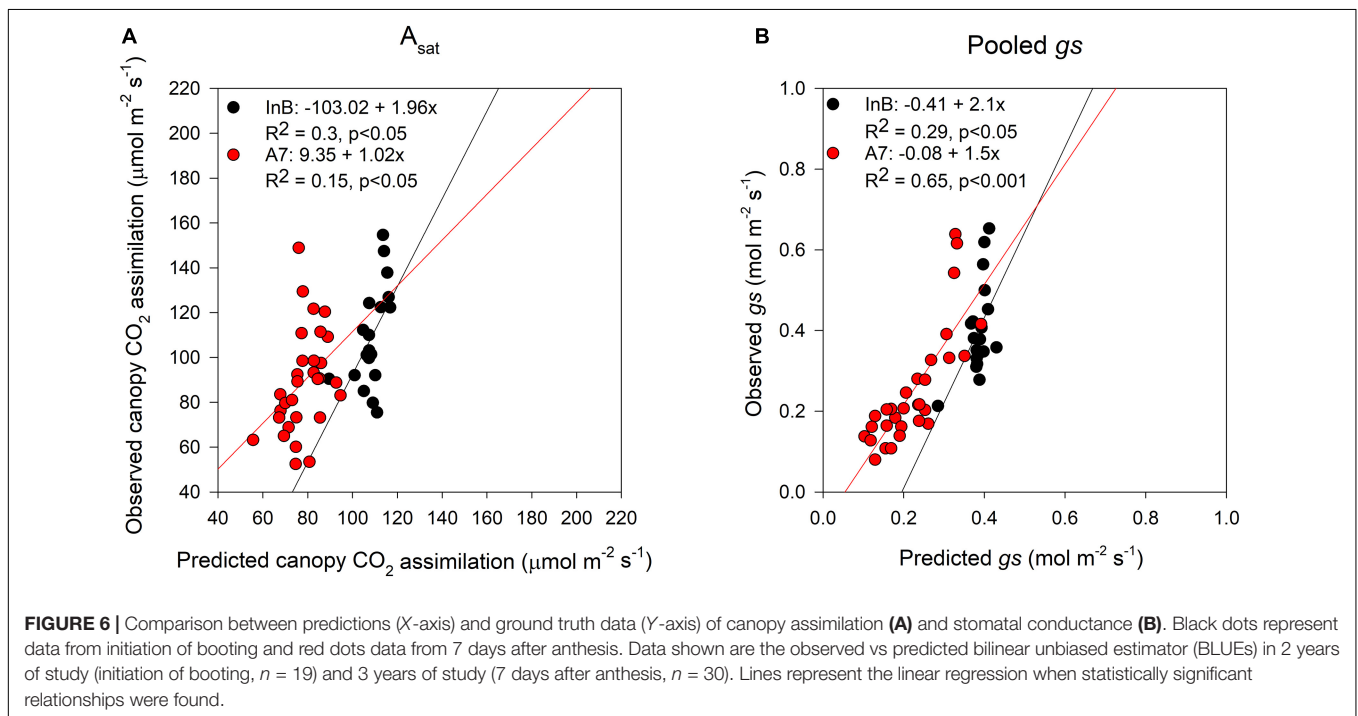 A
A_sat
Observed canopy CO₂ assimilation (µmol m⁻² s⁻¹)
220
200
180
160
140
120
100
80
60
40
InB: -103.02 + 1.96x
R² = 0.3, p<0.05
A7: 9.35 + 1.02x
R² = 0.15, p<0.05
40 60 80 100 120 140 160 180 200 220
Predicted canopy CO₂ assimilation (µmol m⁻² s⁻¹)
B
Pooled gs
Observed gs (mol m⁻² s⁻¹)
1.0
0.8
0.6
0.4
0.2
0.0
InB: -0.41 + 2.1x
R² = 0.29, p<0.05
A7: -0.08 + 1.5x
R² = 0.65, p<0.001
0.0 0.2 0.4 0.6 0.8 1.0
Predicted gs (mol m⁻² s⁻¹)
FIGURE 6 | Comparison between predictions (X-axis) and ground truth data (Y-axis) of canopy assimilation (A) and stomatal conductance (B). Black dots represent
data from initiation of booting and red dots data from 7 days after anthesis. Data shown are the observed vs predicted bilinear unbiased estimator (BLUEs) in 2 years
of study (initiation of booting, n = 19) and 3 years of study (7 days after anthesis, n = 30). Lines represent the linear regression when statistically significant
relationships were found.